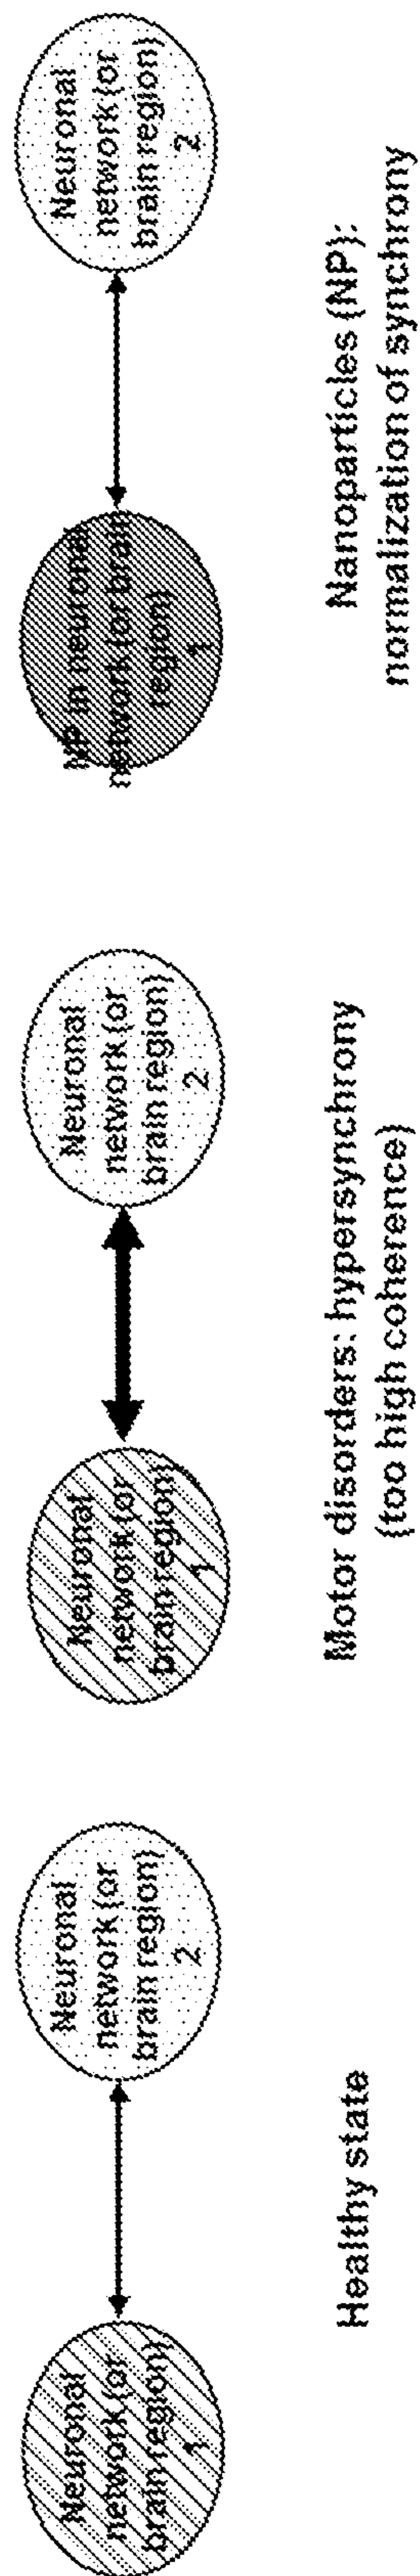 Neuronal
network (or
brain region)
1
Neuronal
network (or
brain region)
2
Healthy state
Neuronal
network (or
brain region)
1
Neuronal
network (or
brain region)
2
Motor disorders: hypersynchrony
(too high coherence)
NP in neuronal
network (or brain
region)
1
Neuronal
network (or
brain region)
2
Nanoparticles (NP):
normalization of synchrony